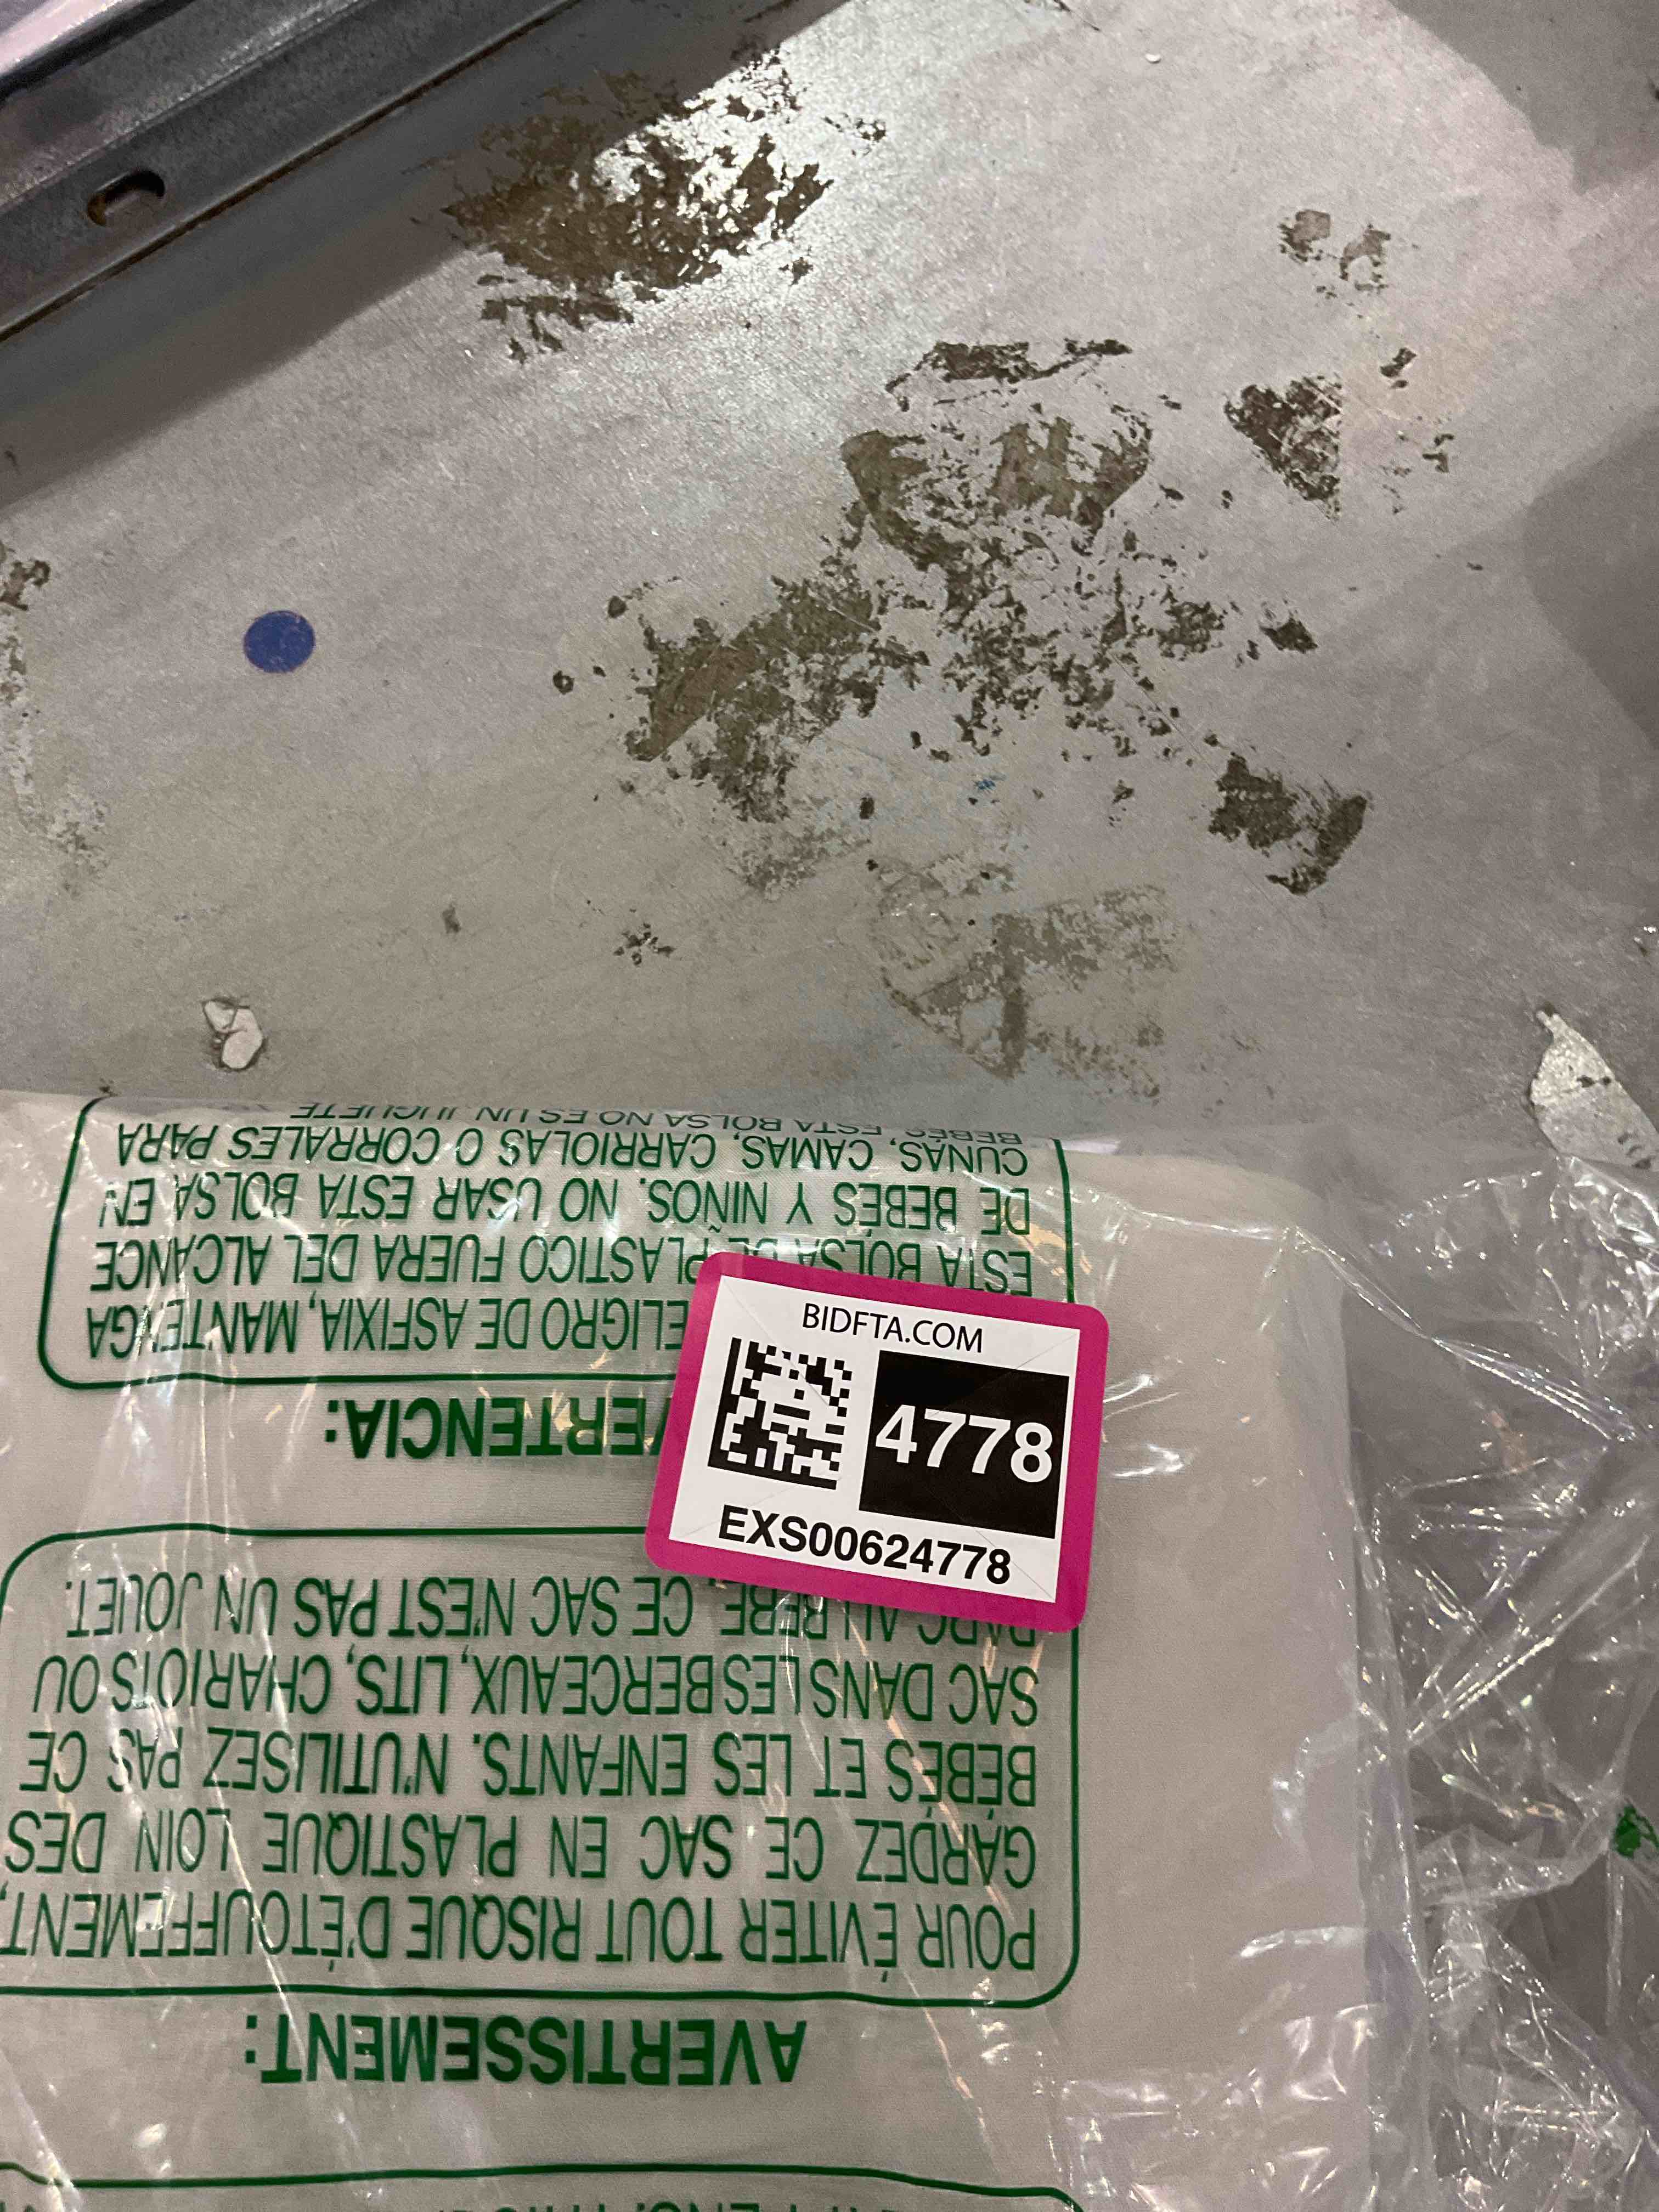 BIDFTA.COM
4778
EXS00624778
AVERTISSEMENT:
POUR ÉVITER TOUT RISQUE D'ÉTOUFFEMENT,
GARDEZ CE SAC EN PLASTIQUE LOIN DES
BÉBÉS ET LES ENFANTS. N'UTILISEZ PAS CE
SAC DANS LES BERCEAUX, LITS, CHARIOTS OU
PARC AU BÉBÉ, CE SAC N'EST PAS UN JOUET.
VERTENCIA:
ELIGRO DE ASFIXIA, MANTENGA
ESTA BOLSA DE PLASTICO FUERA DEL ALCANCE
DE BEBÉS Y NIÑOS. NO USAR ESTA BOLSA EN
CUNAS, CAMAS, CARRIOLAS O CORRALES PARA
BEBÉS. ESTA BOLSA NO ES UN JUGUETE